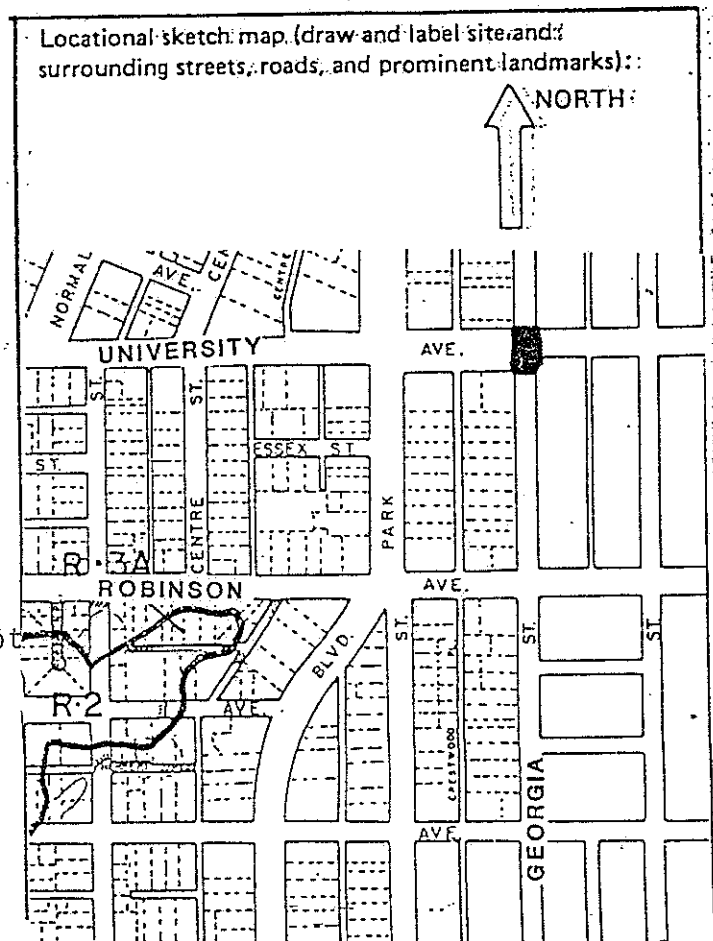 Locational sketch map (draw and label site and
surrounding streets, roads, and prominent landmarks):
NORTH
NORMAL
AVE.
CENTRE
UNIVERSITY
AVE.
ST.
ST.
ESSEX ST
ST.
CENTRE
PARK
R-3A
ROBINSON
AVE.
BLVD.
ST.
ST.
ST.
R-2
AVE.
CRESTWOOD PL
GEORGIA
AVE